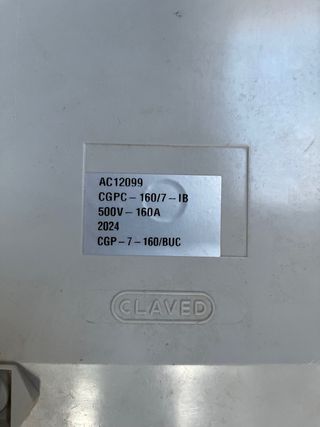 AC12099
CGPC-160/7-IB
500V-160A
2024
CGP-7-160/BUC
CLAVED